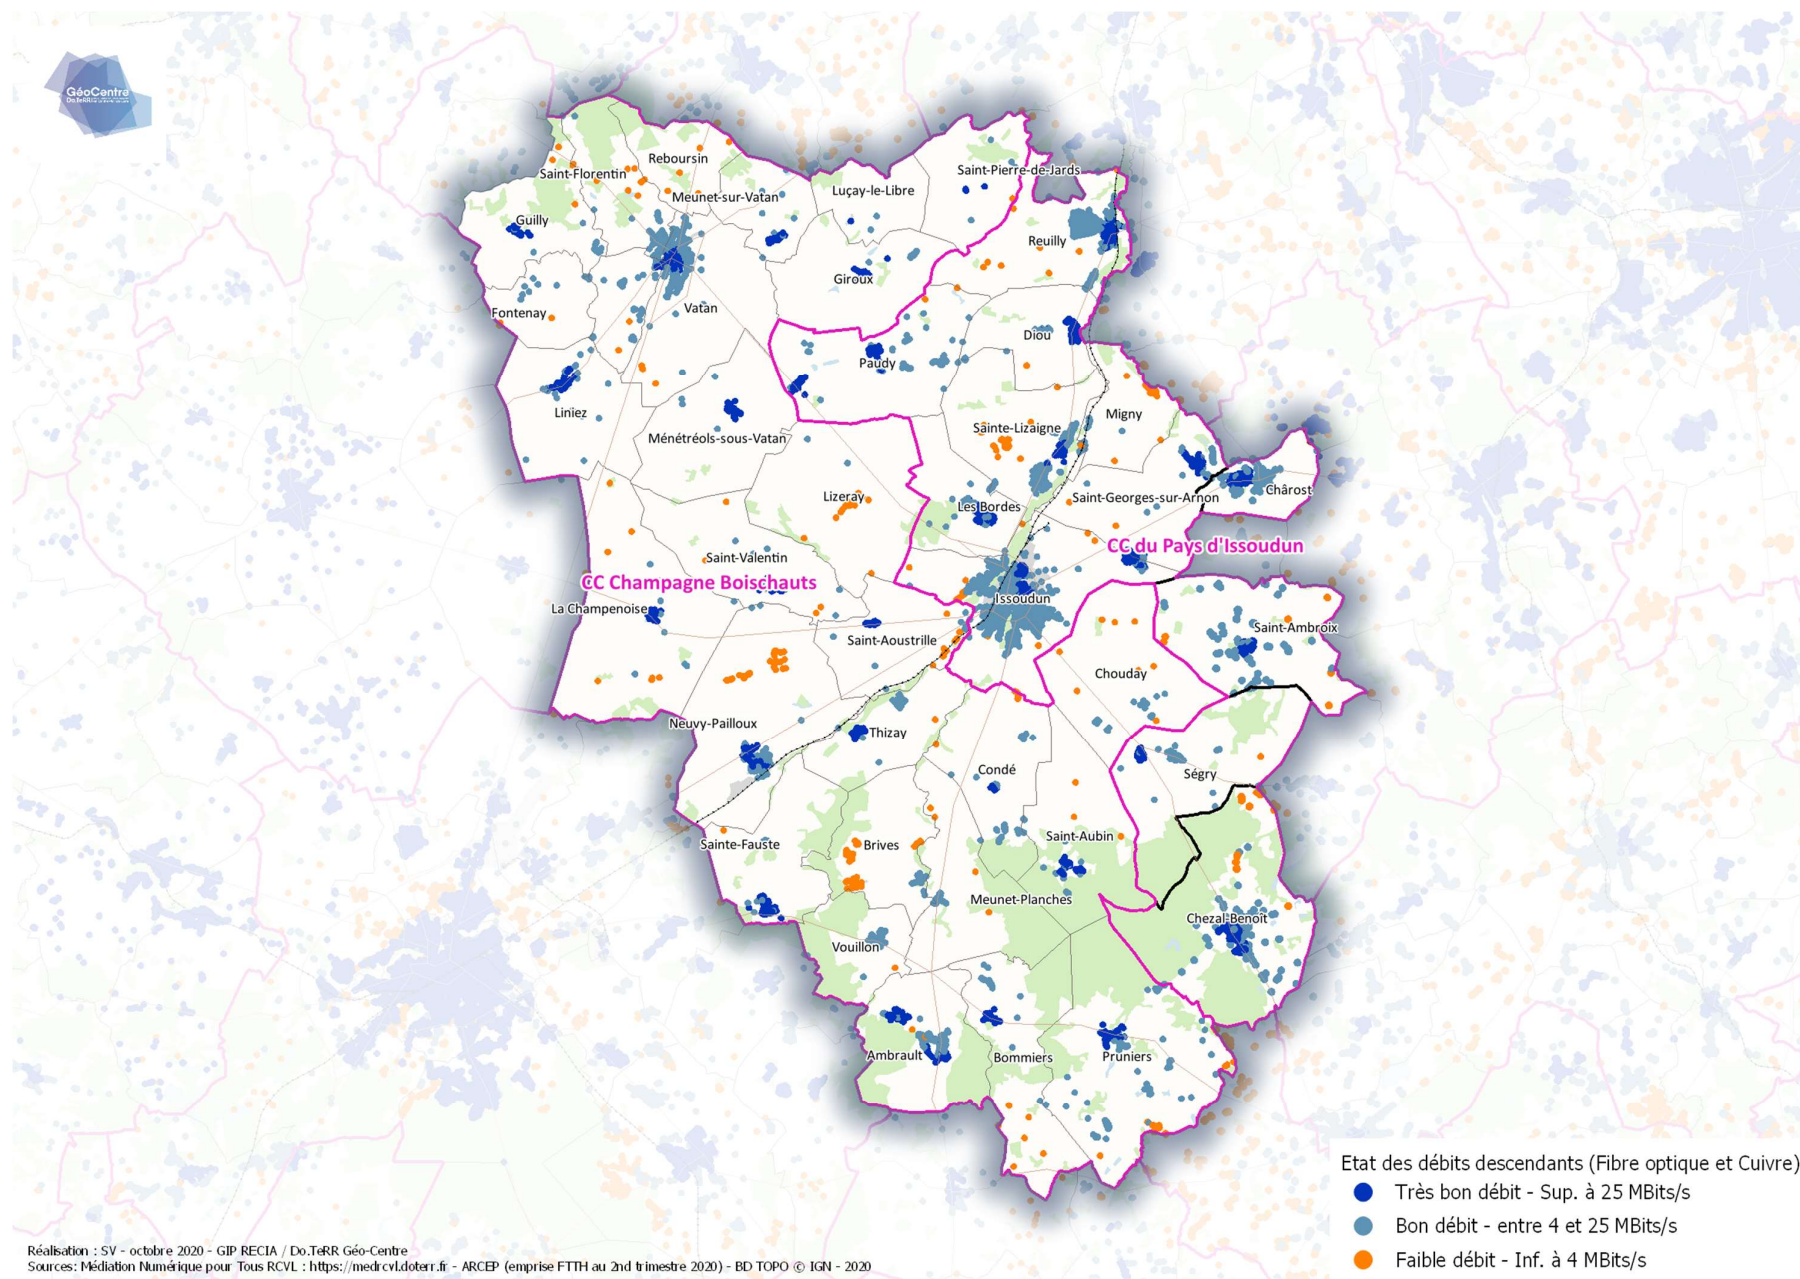 GéoCentre
Reboursin
Saint-Florentin
Saint-Pierre-de-Jards
Luçay-le-Libre
Meunet-sur-Vatan
Guilly
Reuilly
Giroux
Vatan
Fontenay
Diou
Paudy
Liniez
Migny
Sainte-Lizaigne
Ménétréols-sous-Vatan
Chârost
Lizeray
Saint-Georges-sur-Arnon
Les Bordes
CC du Pays d'Issoudun
Saint-Valentin
CC Champagne Boischauts
Issoudun
La Champenoise
Saint-Ambroix
Saint-Aoustrille
Chouday
Neuvy-Pailloux
Thizay
Condé
Ségry
Saint-Aubin
Sainte-Fauste
Brives
Meunet-Planches
Chezal-Benoît
Vouillon
Ambrault
Bommiers
Pruniers
Etat des débits descendants (Fibre optique et Cuivre)
Très bon débit - Sup. à 25 MBits/s
Bon débit - entre 4 et 25 MBits/s
Faible débit - Inf. à 4 MBits/s
Réalisation : SV - octobre 2020 - GIP RECIA / Do.TeRR Géo-Centre
Sources: Médiation Numérique pour Tous RCVL : https://medrcvl.doterr.fr - ARCEP (emprise FTTH au 2nd trimestre 2020) - BD TOPO © IGN - 2020